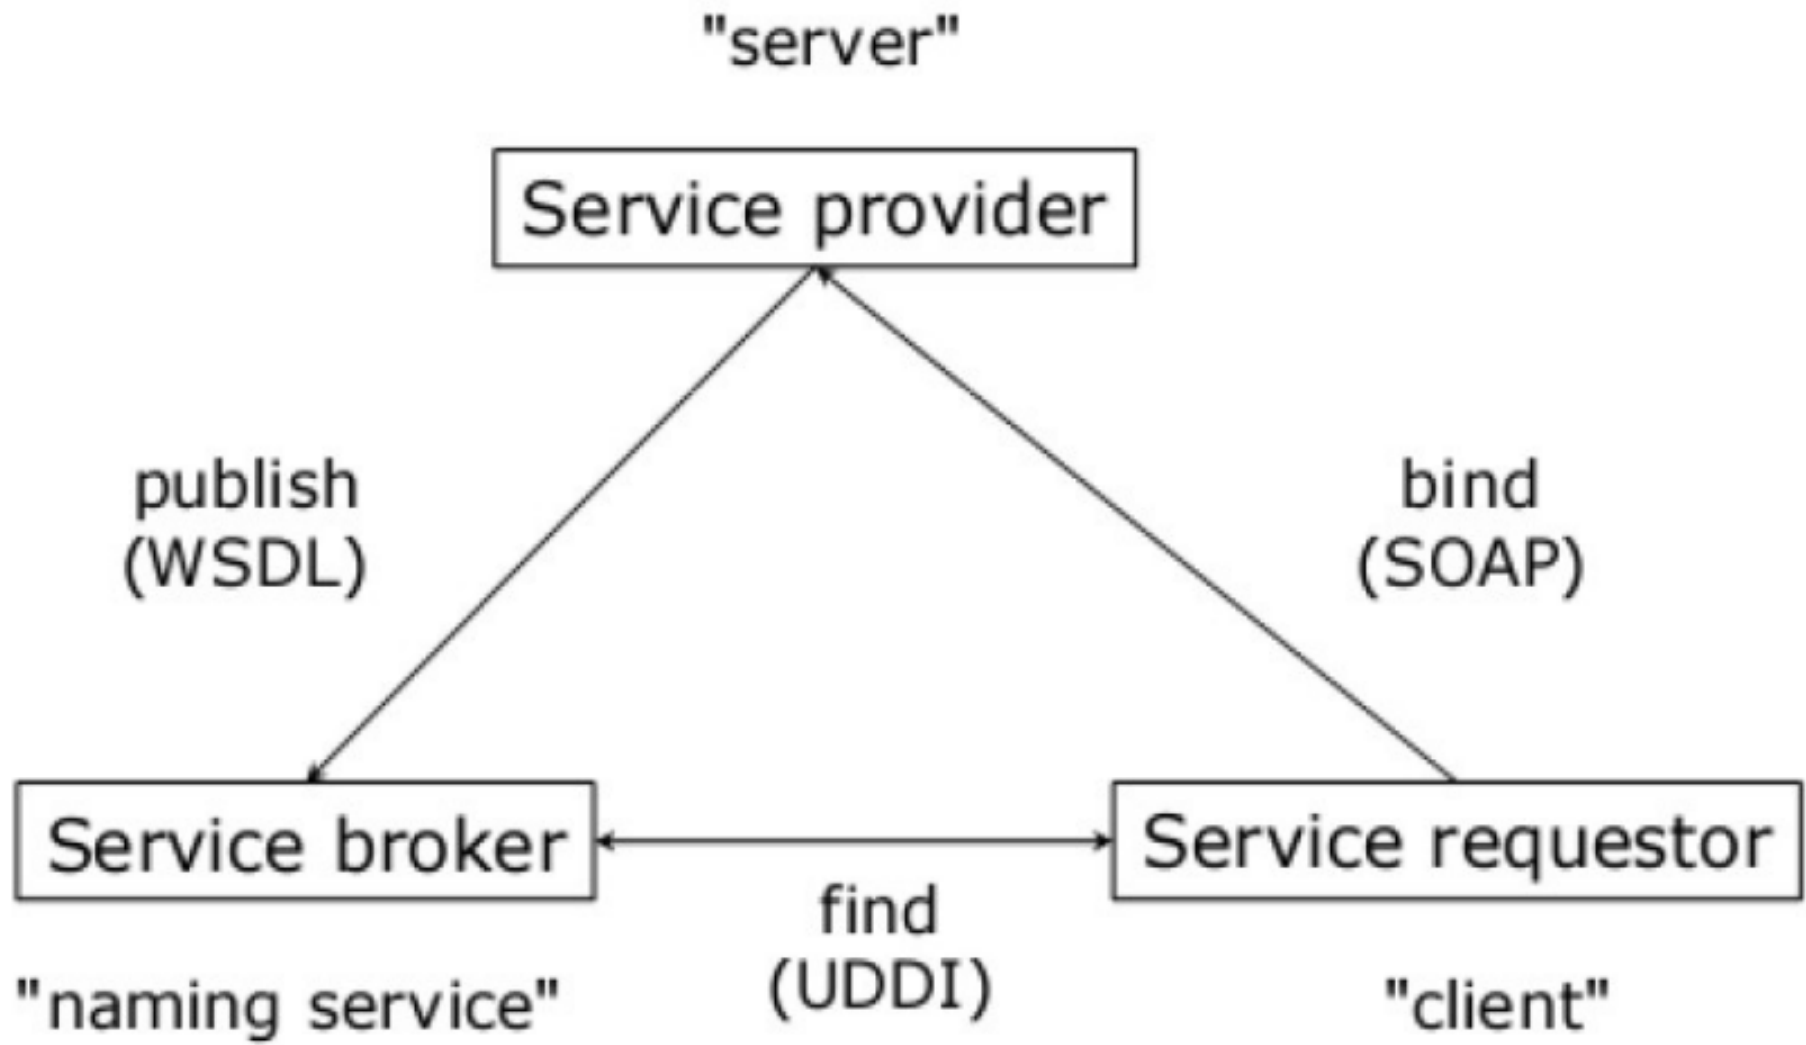 "server"
Service provider
publish
(WSDL)
bind
(SOAP)
Service broker
Service requestor
find
(UDDI)
"naming service"
"client"